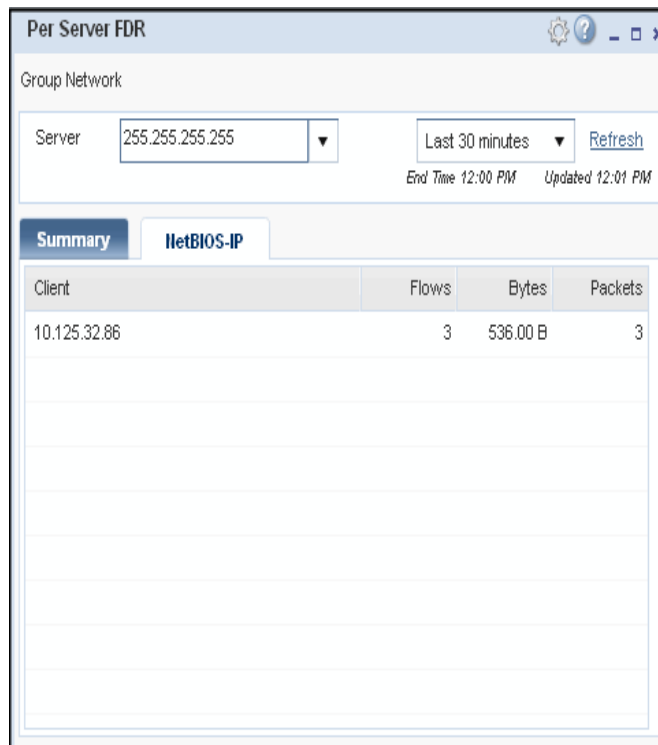 Per Server FDR
Group Network
Server 255.255.255.255 Last 30 minutes Refresh
End Time 12:00 PM Updated 12:01 PM
Summary NetBIOS-IP
Client Flows Bytes Packets
10.125.32.86 3 536.00 B 3